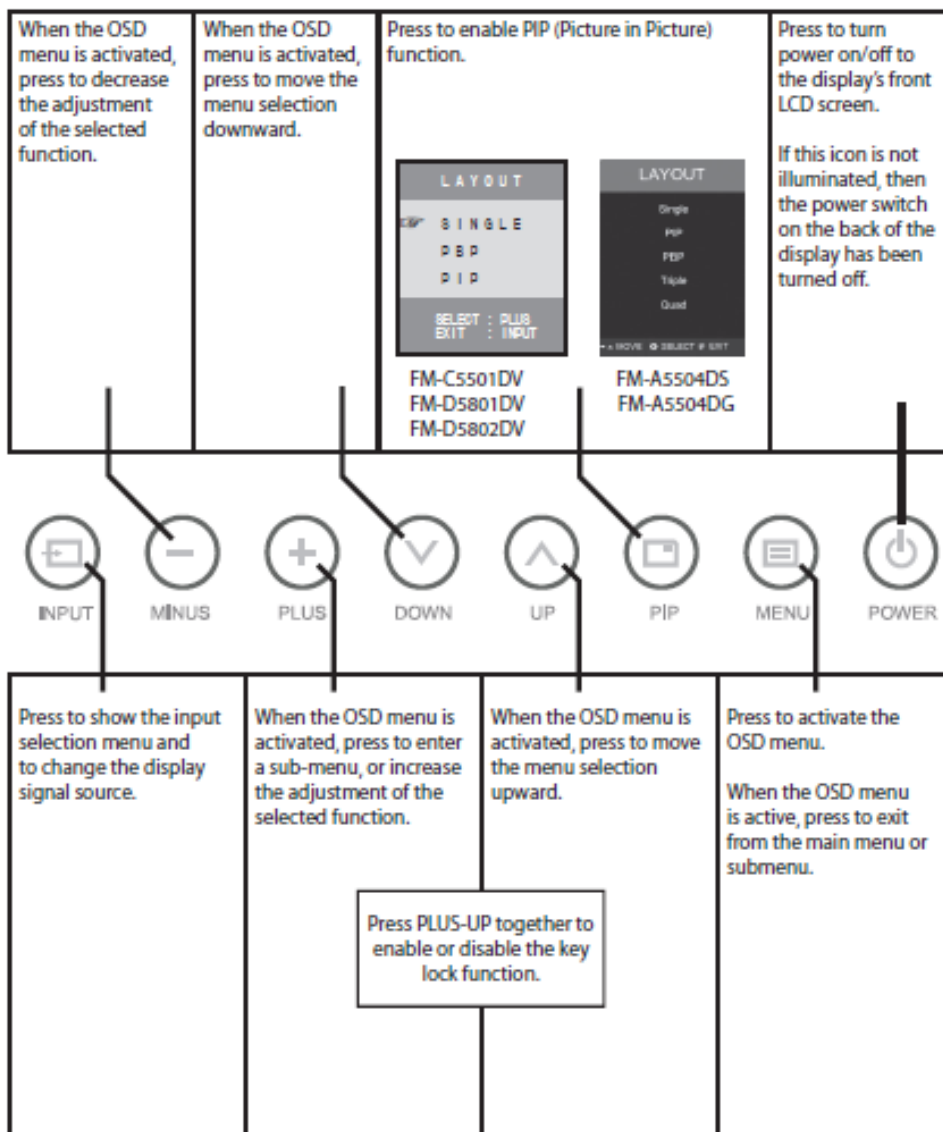 When the OSD
menu is activated,
press to decrease
the adjustment
of the selected
function.
When the OSD
menu is activated,
press to move the
menu selection
downward.
Press to enable PIP (Picture in Picture)
function.
LAYOUT
SINGLE
PBP
PIP
SELECT : PLUS
EXIT : INPUT
FM-C5501DV
FM-D5801DV
FM-D5802DV
LAYOUT
Single
PIP
PBP
Triple
Quad
MOVE SELECT EXIT
FM-A5504DS
FM-A5504DG
Press to turn
power on/off to
the display's front
LCD screen.
If this icon is not
illuminated, then
the power switch
on the back of the
display has been
turned off.
INPUT
MINUS
PLUS
DOWN
UP
PIP
MENU
POWER
Press to show the input
selection menu and
to change the display
signal source.
When the OSD menu is
activated, press to enter
a sub-menu, or increase
the adjustment of the
selected function.
When the OSD menu is
activated, press to move
the menu selection
upward.
Press PLUS-UP together to
enable or disable the key
lock function.
Press to activate the
OSD menu.
When the OSD menu
is active, press to exit
from the main menu or
submenu.